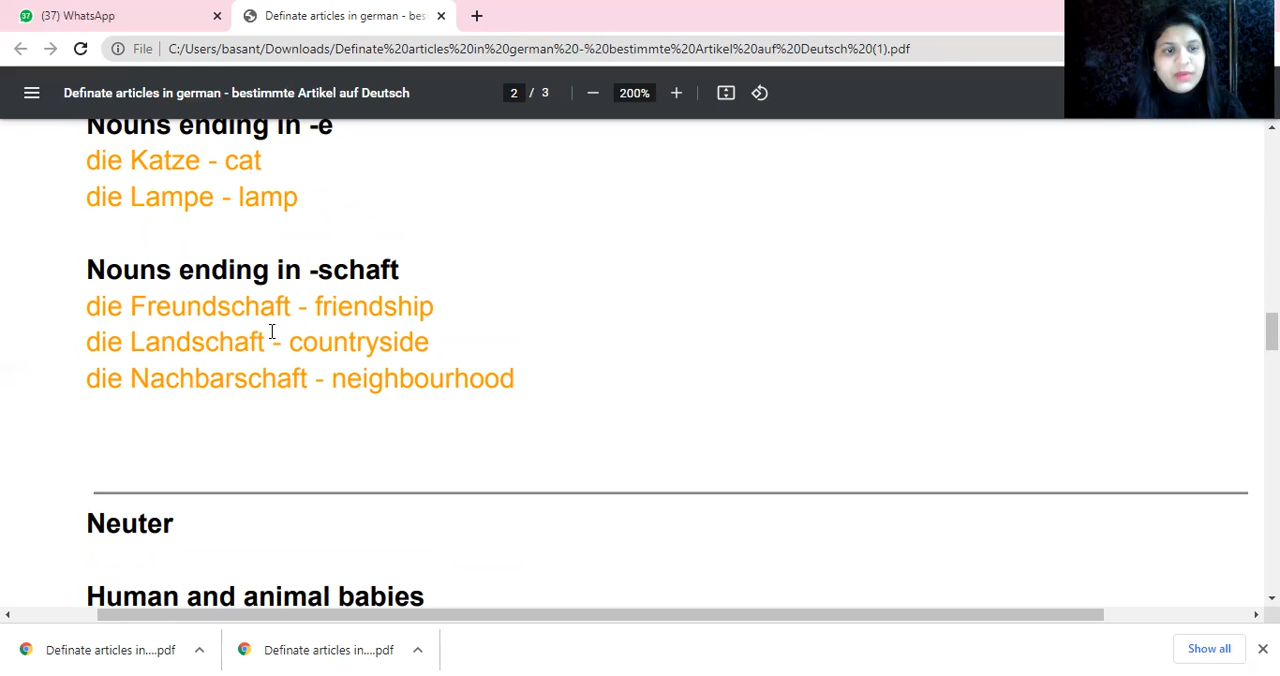 (37) WhatsApp
Definate articles in german - bes
File C:/Users/basant/Downloads/Definate%20articles%20in%20german%20-%20bestimmte%20Artikel%20auf%20Deutsch%20(1).pdf
Definate articles in german - bestimmte Artikel auf Deutsch 2 / 3 200%
Nouns ending in -e
die Katze - cat
die Lampe - lamp
Nouns ending in -schaft
die Freundschaft - friendship
die Landschaft - countryside
die Nachbarschaft - neighbourhood
Neuter
Human and animal babies
Definate articles in....pdf Definate articles in....pdf Show all